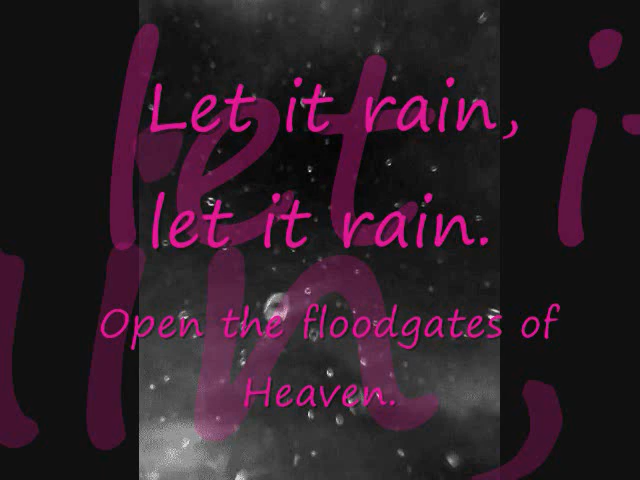 Let it rain,
let it rain.
Open the floodgates of
Heaven.